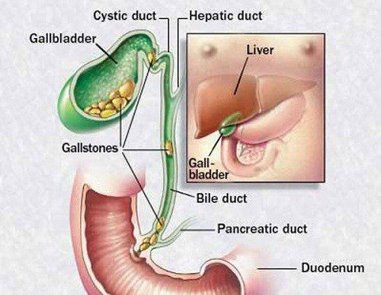 Cystic duct
Hepatic duct
Gallbladder
Liver
Gallstones
Gall-
bladder
Bile duct
Pancreatic duct
Duodenum